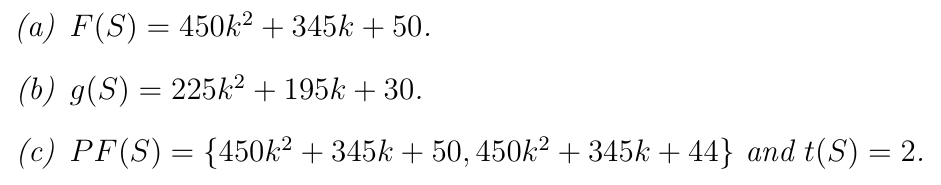 (a) F(S) = 450k² + 345k + 50.
(b) g(S) = 225k² + 195k + 30.
(c) PF(S) = {450k² + 345k + 50, 450k² + 345k + 44} and t(S) = 2.